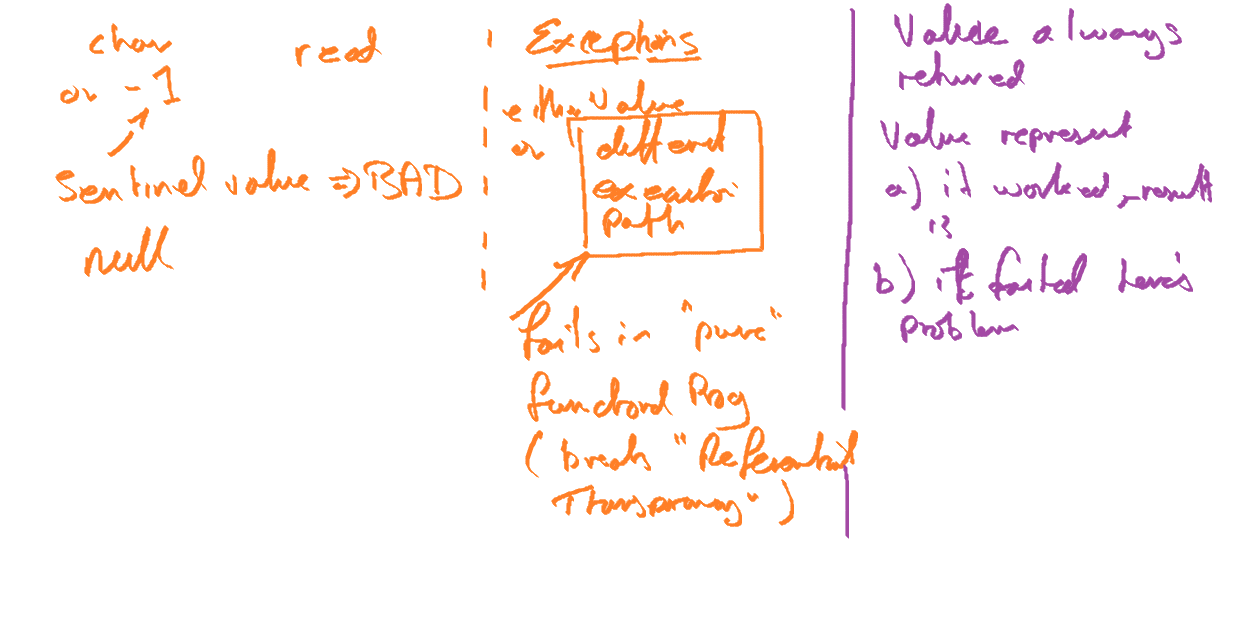 char read
or -1
Sentinel value => BAD
null
Exceptions
either value
or different
execution
path
fails in "pure"
functional Prog
(breaks "Referential
Transparency")
Value always
returned
Value represent
a) it worked, result
is
b) if failed here's
problem